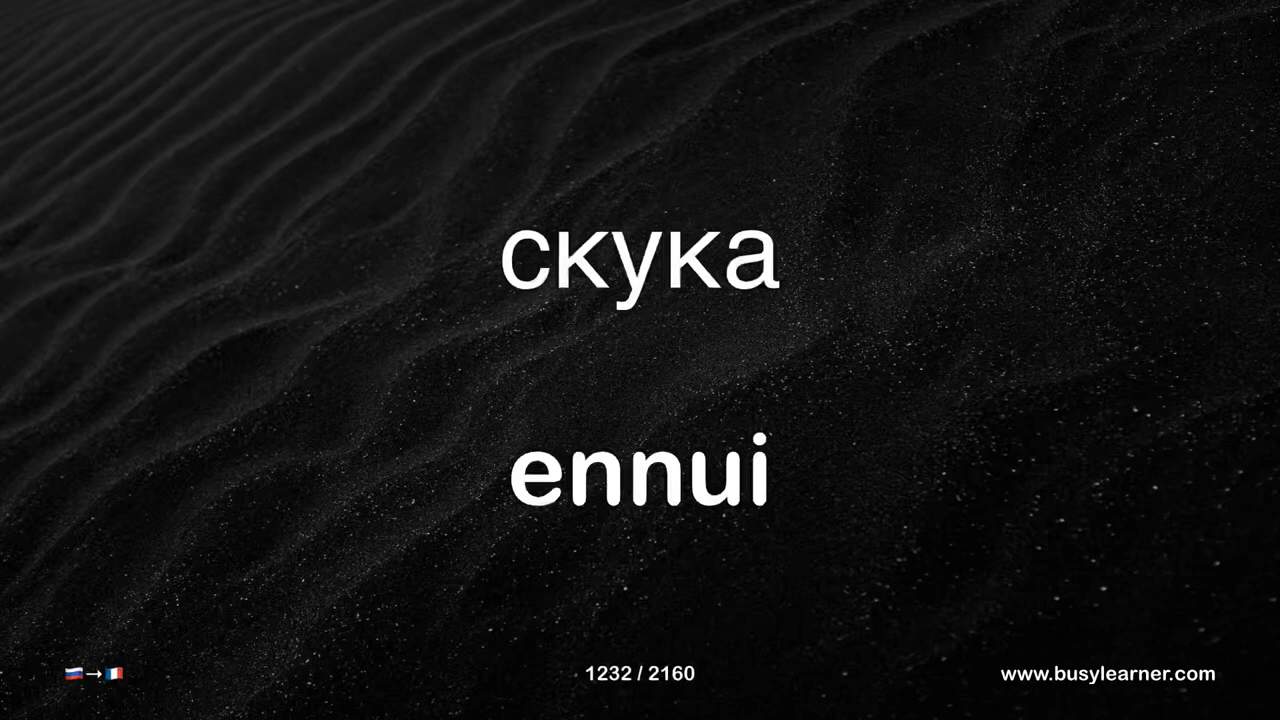 скука
ennui
🇷🇺→🇫🇷
1232 / 2160
www.busylearner.com